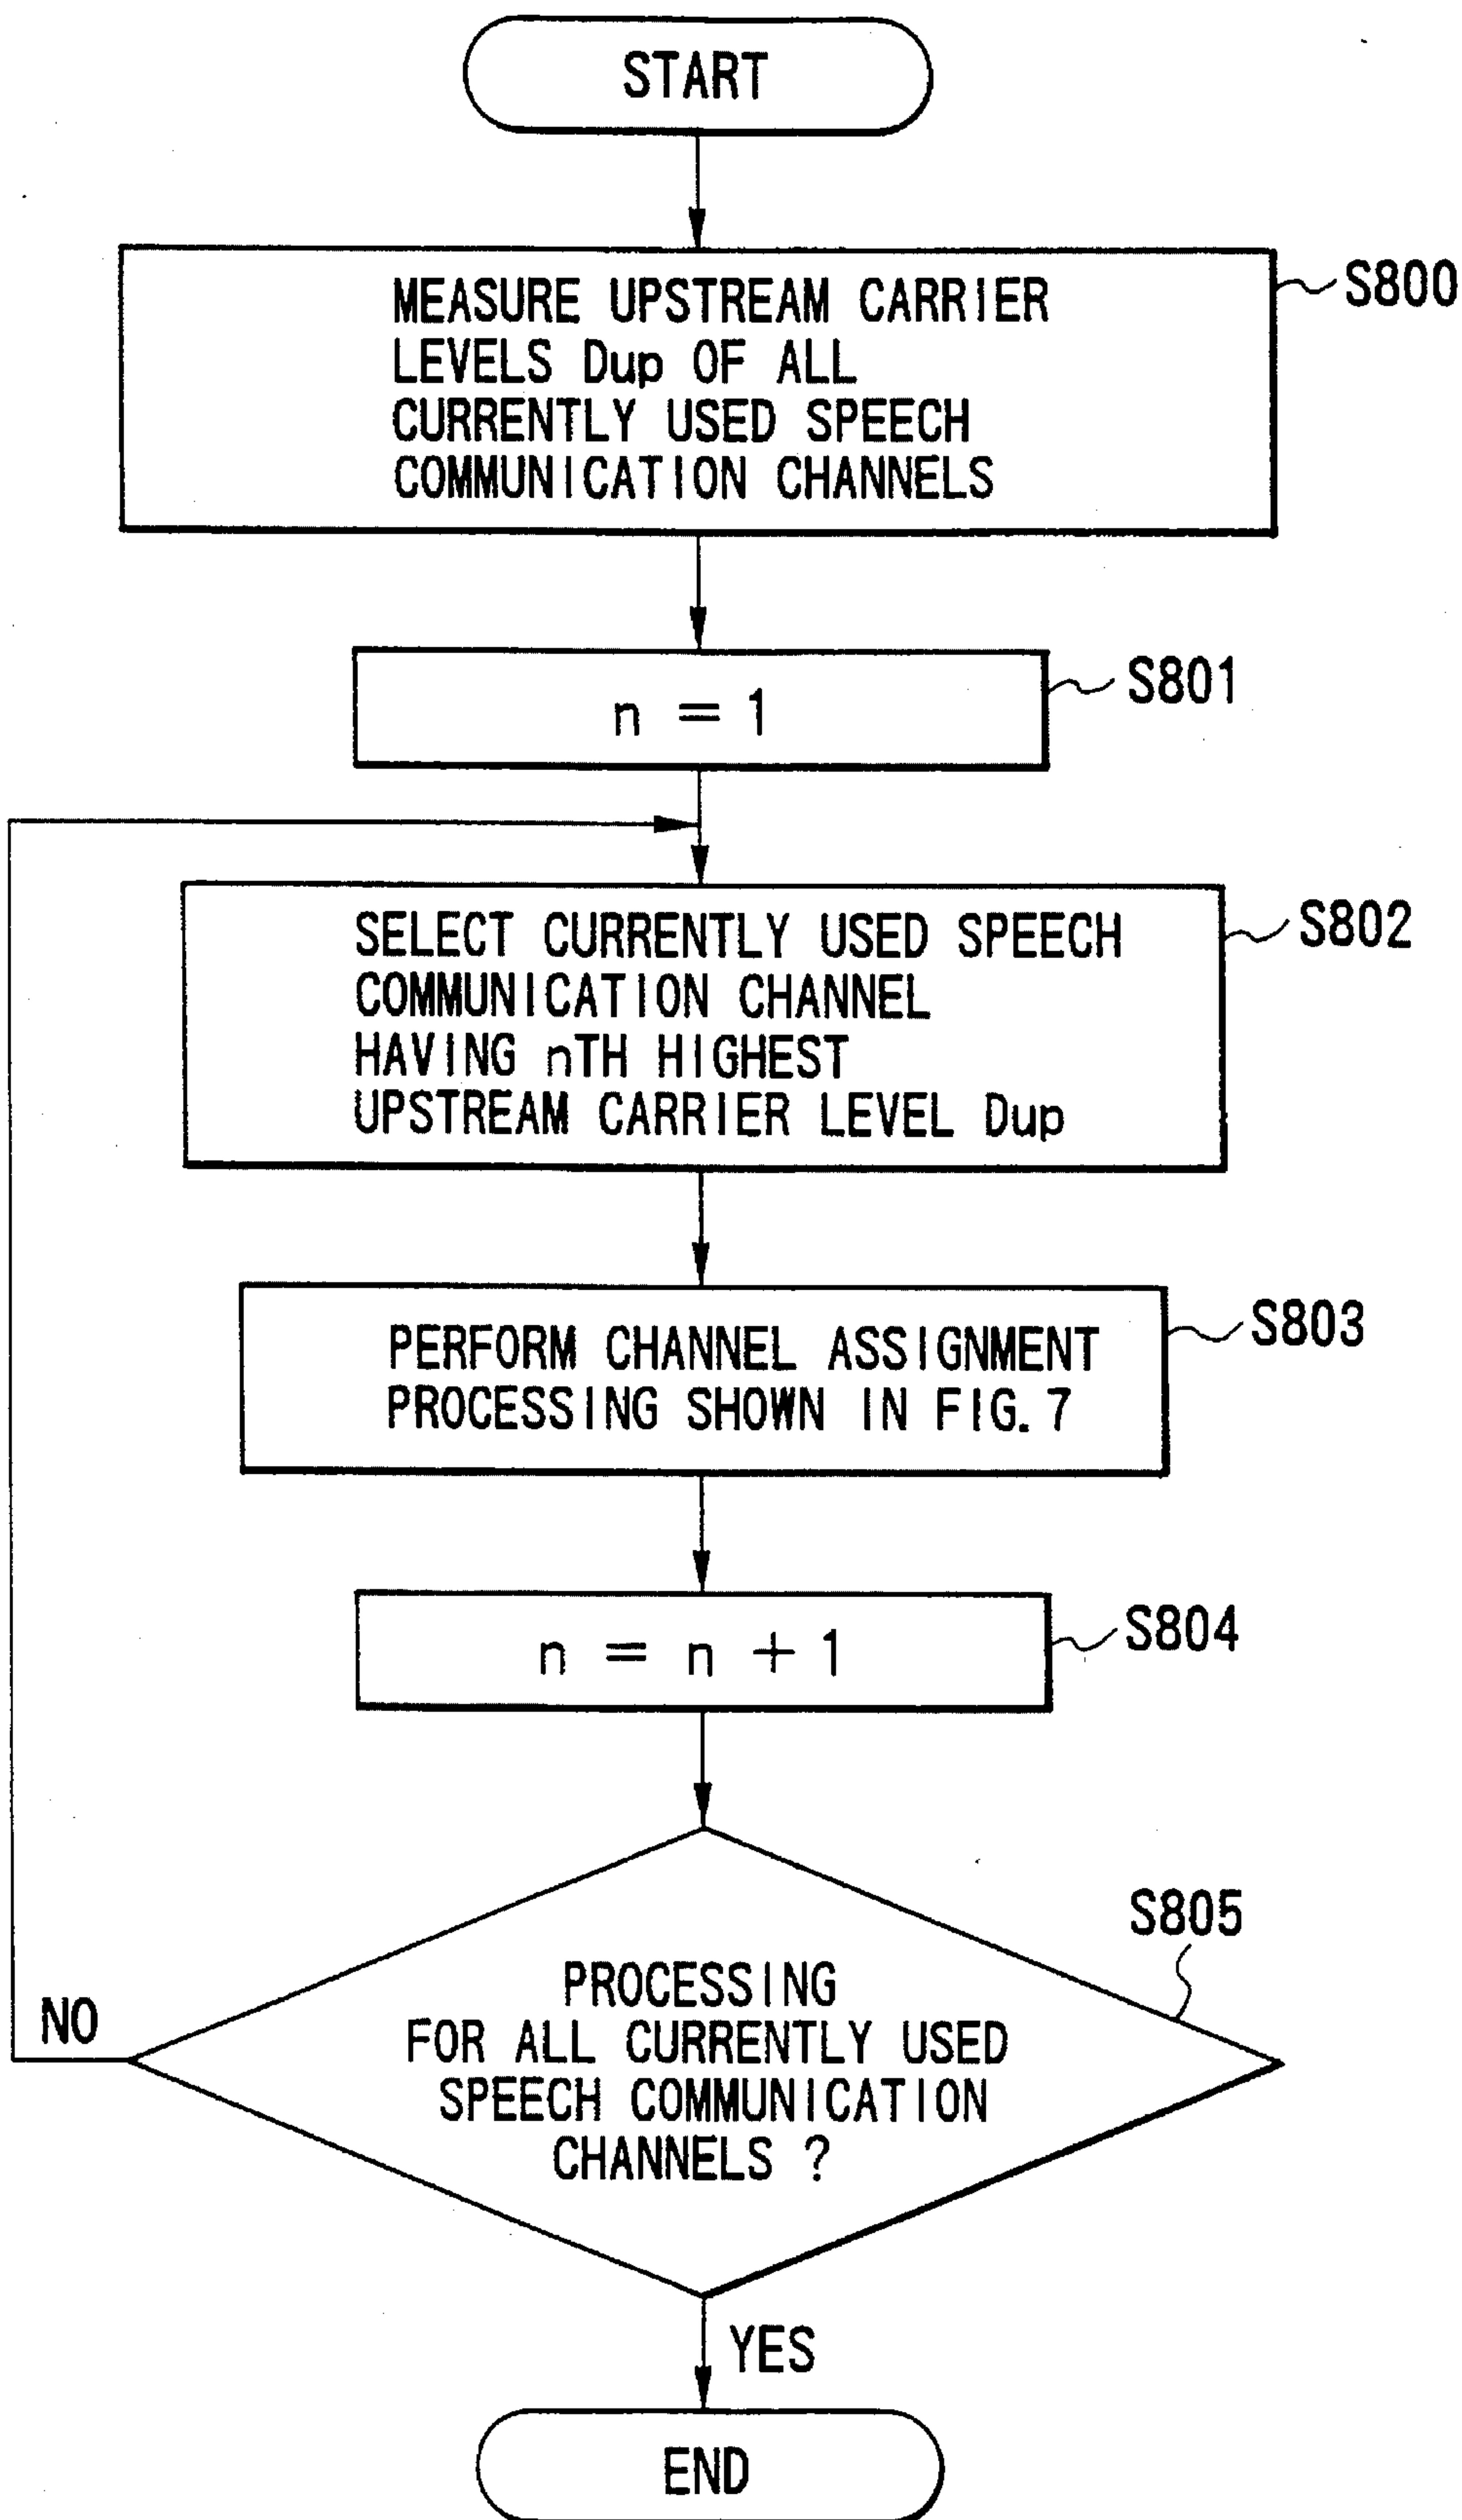 START
MEASURE UPSTREAM CARRIER
LEVELS Dup OF ALL
CURRENTLY USED SPEECH
COMMUNICATION CHANNELS
S800
n = 1
S801
SELECT CURRENTLY USED SPEECH
COMMUNICATION CHANNEL
HAVING nTH HIGHEST
UPSTREAM CARRIER LEVEL Dup
S802
PERFORM CHANNEL ASSIGNMENT
PROCESSING SHOWN IN FIG. 7
S803
n = n + 1
S804
S805
PROCESSING
FOR ALL CURRENTLY USED
SPEECH COMMUNICATION
CHANNELS ?
NO
YES
END